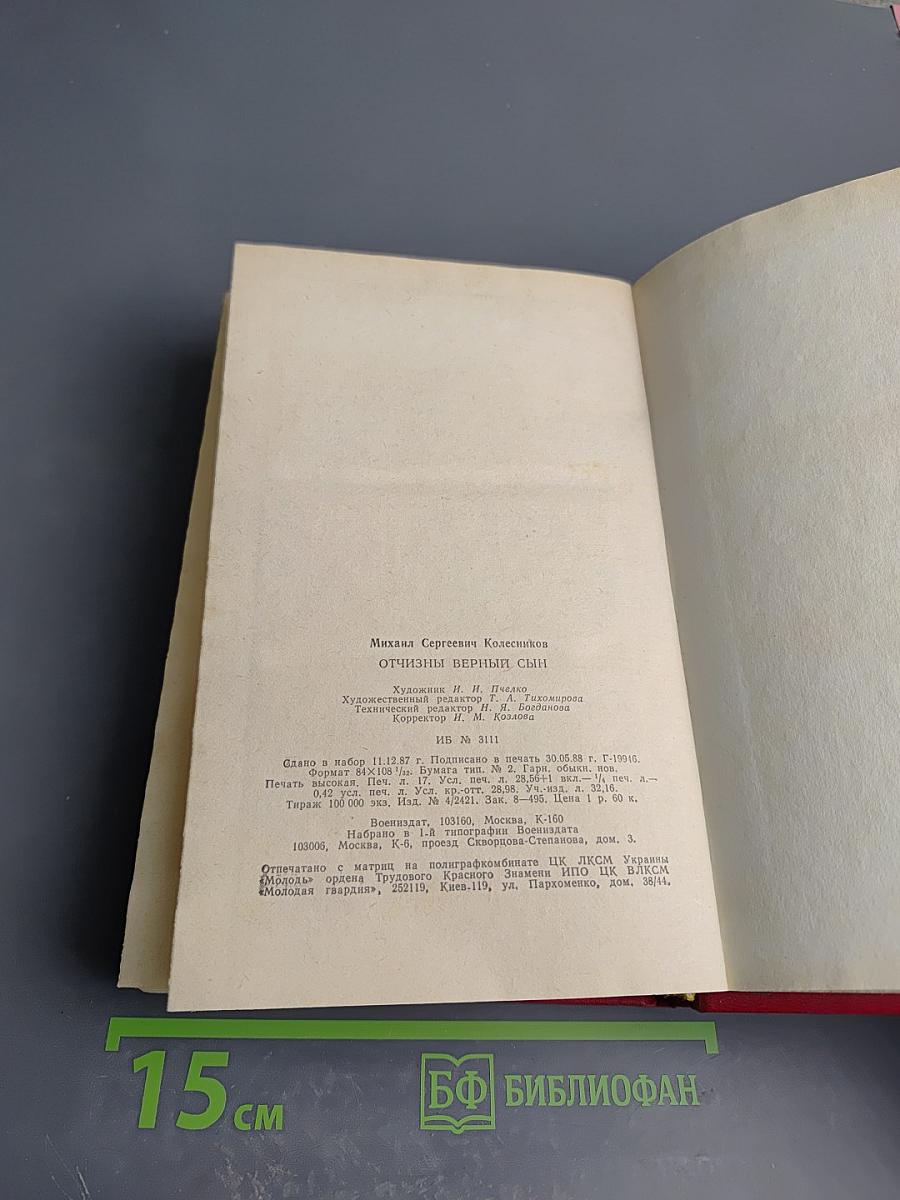 Михаил Сергеевич Колесников
ОТЧИЗНЫ ВЕРНЫЙ СЫН
Художник И. И. Пчелко
Художественный редактор Т. А. Тихомирова
Технический редактор Н. Я. Богданова
Корректор И. М. Козлова
ИБ № 3111
Сдано в набор 11.12.87 г. Подписано в печать 30.05.88 г. Г-19916.
Формат 84×108 1/32. Бумага тип. № 2. Гарн. обыкн. нов.
Печать высокая. Печ. л. 17. Усл. печ. л. 28,56+1 вкл.— 1/4 печ. л.—
0,42 усл. печ. л. Усл. кр.-отт. 28,98. Уч.-изд. л. 32,16.
Тираж 100 000 экз. Изд. № 4/2421. Зак. 8—495. Цена 1 р. 60 к.
Воениздат, 103160, Москва, К-160
Набрано в 1-й типографии Воениздата
103006, Москва, К-6, проезд Скворцова-Степанова, дом. 3.
Отпечатано с матриц на полиграфкомбинате ЦК ЛКСМ Украины
«Молодь» ордена Трудового Красного Знамени ИПО ЦК ВЛКСМ
«Молодая гвардия», 252119, Киев-119, ул. Пархоменко, дом, 38/44.
15 см
БФ БИБЛИОФАН